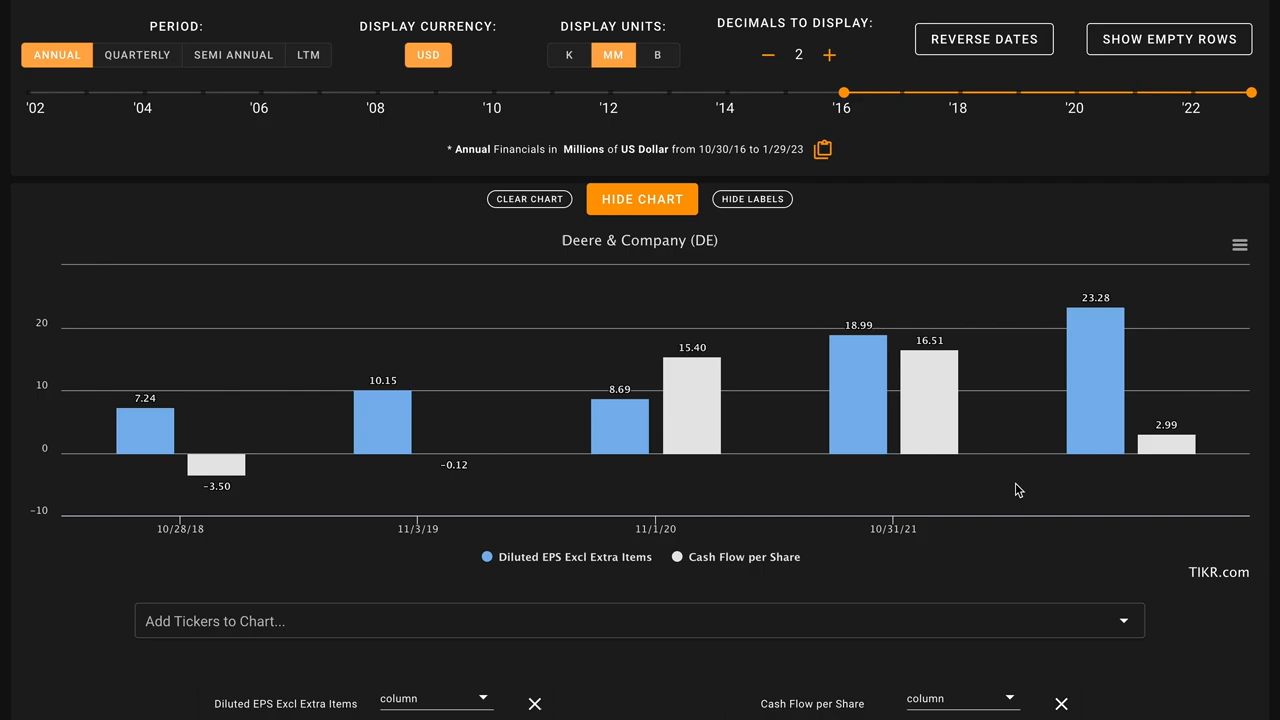 PERIOD:
DISPLAY CURRENCY:
DISPLAY UNITS:
DECIMALS TO DISPLAY:
ANNUAL QUARTERLY SEMI ANNUAL LTM
USD
K MM B
2
REVERSE DATES
SHOW EMPTY ROWS
'02 '04 '06 '08 '10 '12 '14 '16 '18 '20 '22
* Annual Financials in Millions of US Dollar from 10/30/16 to 1/29/23
CLEAR CHART HIDE CHART HIDE LABELS
Deere & Company (DE)
23.28
20
18.99
16.51
15.40
10.15
10
8.69
7.24
2.99
0
-0.12
-3.50
-10
10/28/18 11/3/19 11/1/20 10/31/21
Diluted EPS Excl Extra Items Cash Flow per Share
TIKR.com
Add Tickers to Chart...
Diluted EPS Excl Extra Items column Cash Flow per Share column